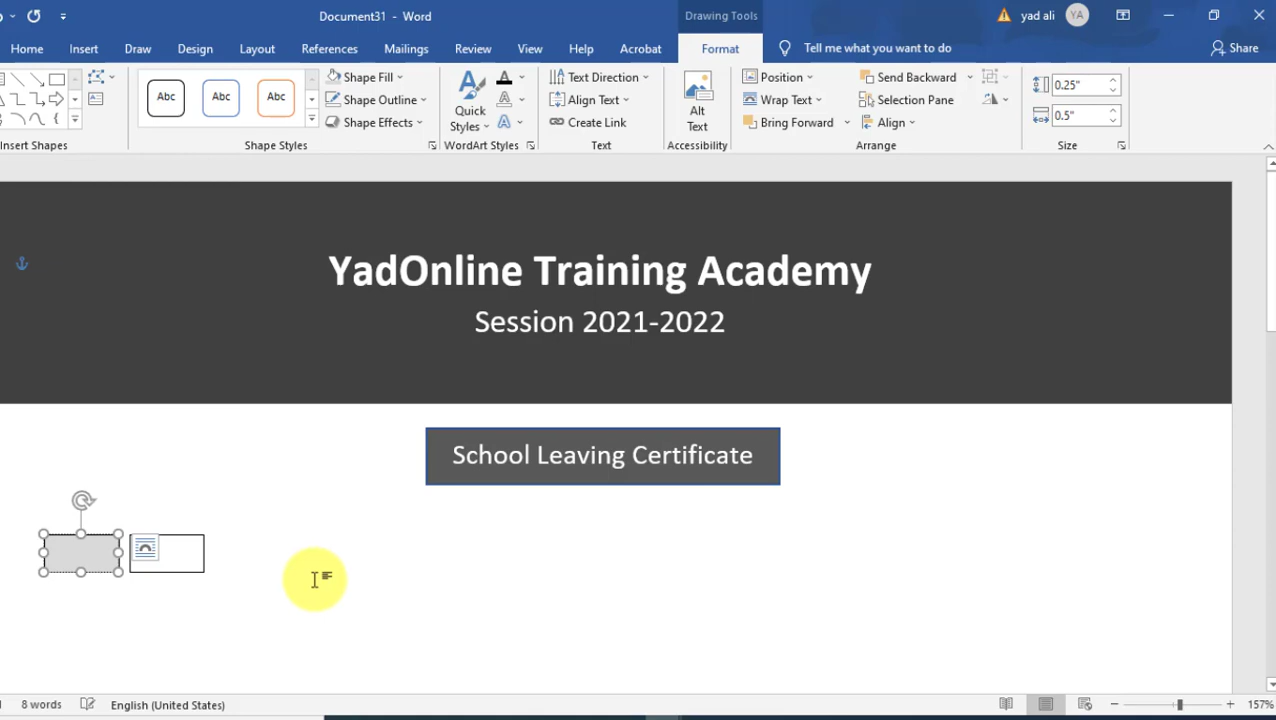 Document31 - Word
Drawing Tools
yad ali
YA
Home
Insert
Draw
Design
Layout
References
Mailings
Review
View
Help
Acrobat
Format
Tell me what you want to do
Share
Abc
Abc
Abc
Shape Fill
Shape Outline
Shape Effects
Quick
Styles
A
A
A
A
Text Direction
Align Text
Create Link
Alt
Text
Position
Wrap Text
Bring Forward
Send Backward
Selection Pane
Align
0.25"
0.5"
Insert Shapes
Shape Styles
WordArt Styles
Text
Accessibility
Arrange
Size
YadOnline Training Academy
Session 2021-2022
School Leaving Certificate
8 words
English (United States)
157%